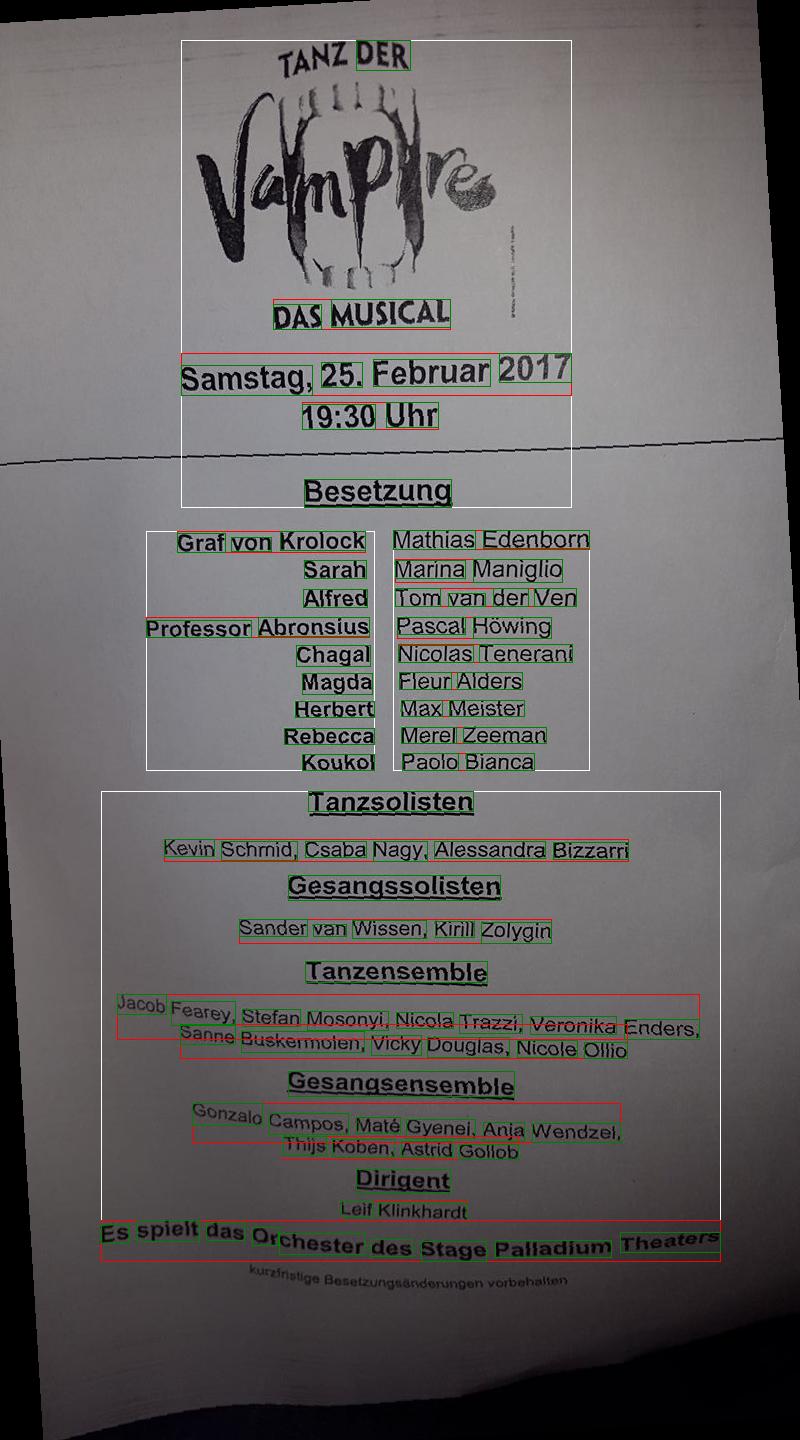 TANZ DER
Vampire
DAS MUSICAL
Samstag, 25. Februar 2017
19:30 Uhr
Besetzung
Graf von Krolock Mathias Edenborn
Sarah Marina Maniglio
Alfred Tom van der Ven
Professor Abronsius Pascal Höwing
Chagal Nicolas Tenerani
Magda Fleur Alders
Herbert Max Meister
Rebecca Merel Zeeman
Koukol Paolo Bianca
Tanzsolisten
Kevin Schmid, Csaba Nagy, Alessandra Bizzarri
Gesangssolisten
Sander van Wissen, Kirill Zolygin
Tanzensemble
Jacob Fearey, Stefan Mosonyi, Nicola Trazzi, Veronika Enders,
Sanne Buskermolen, Vicky Douglas, Nicole Ollio
Gesangsensemble
Gonzalo Campos, Maté Gyenei, Anja Wendzel,
Thijs Koben, Astrid Gollob
Dirigent
Leif Klinkhardt
Es spielt das Orchester des Stage Palladium Theaters
kurzfristige Besetzungsänderungen vorbehalten